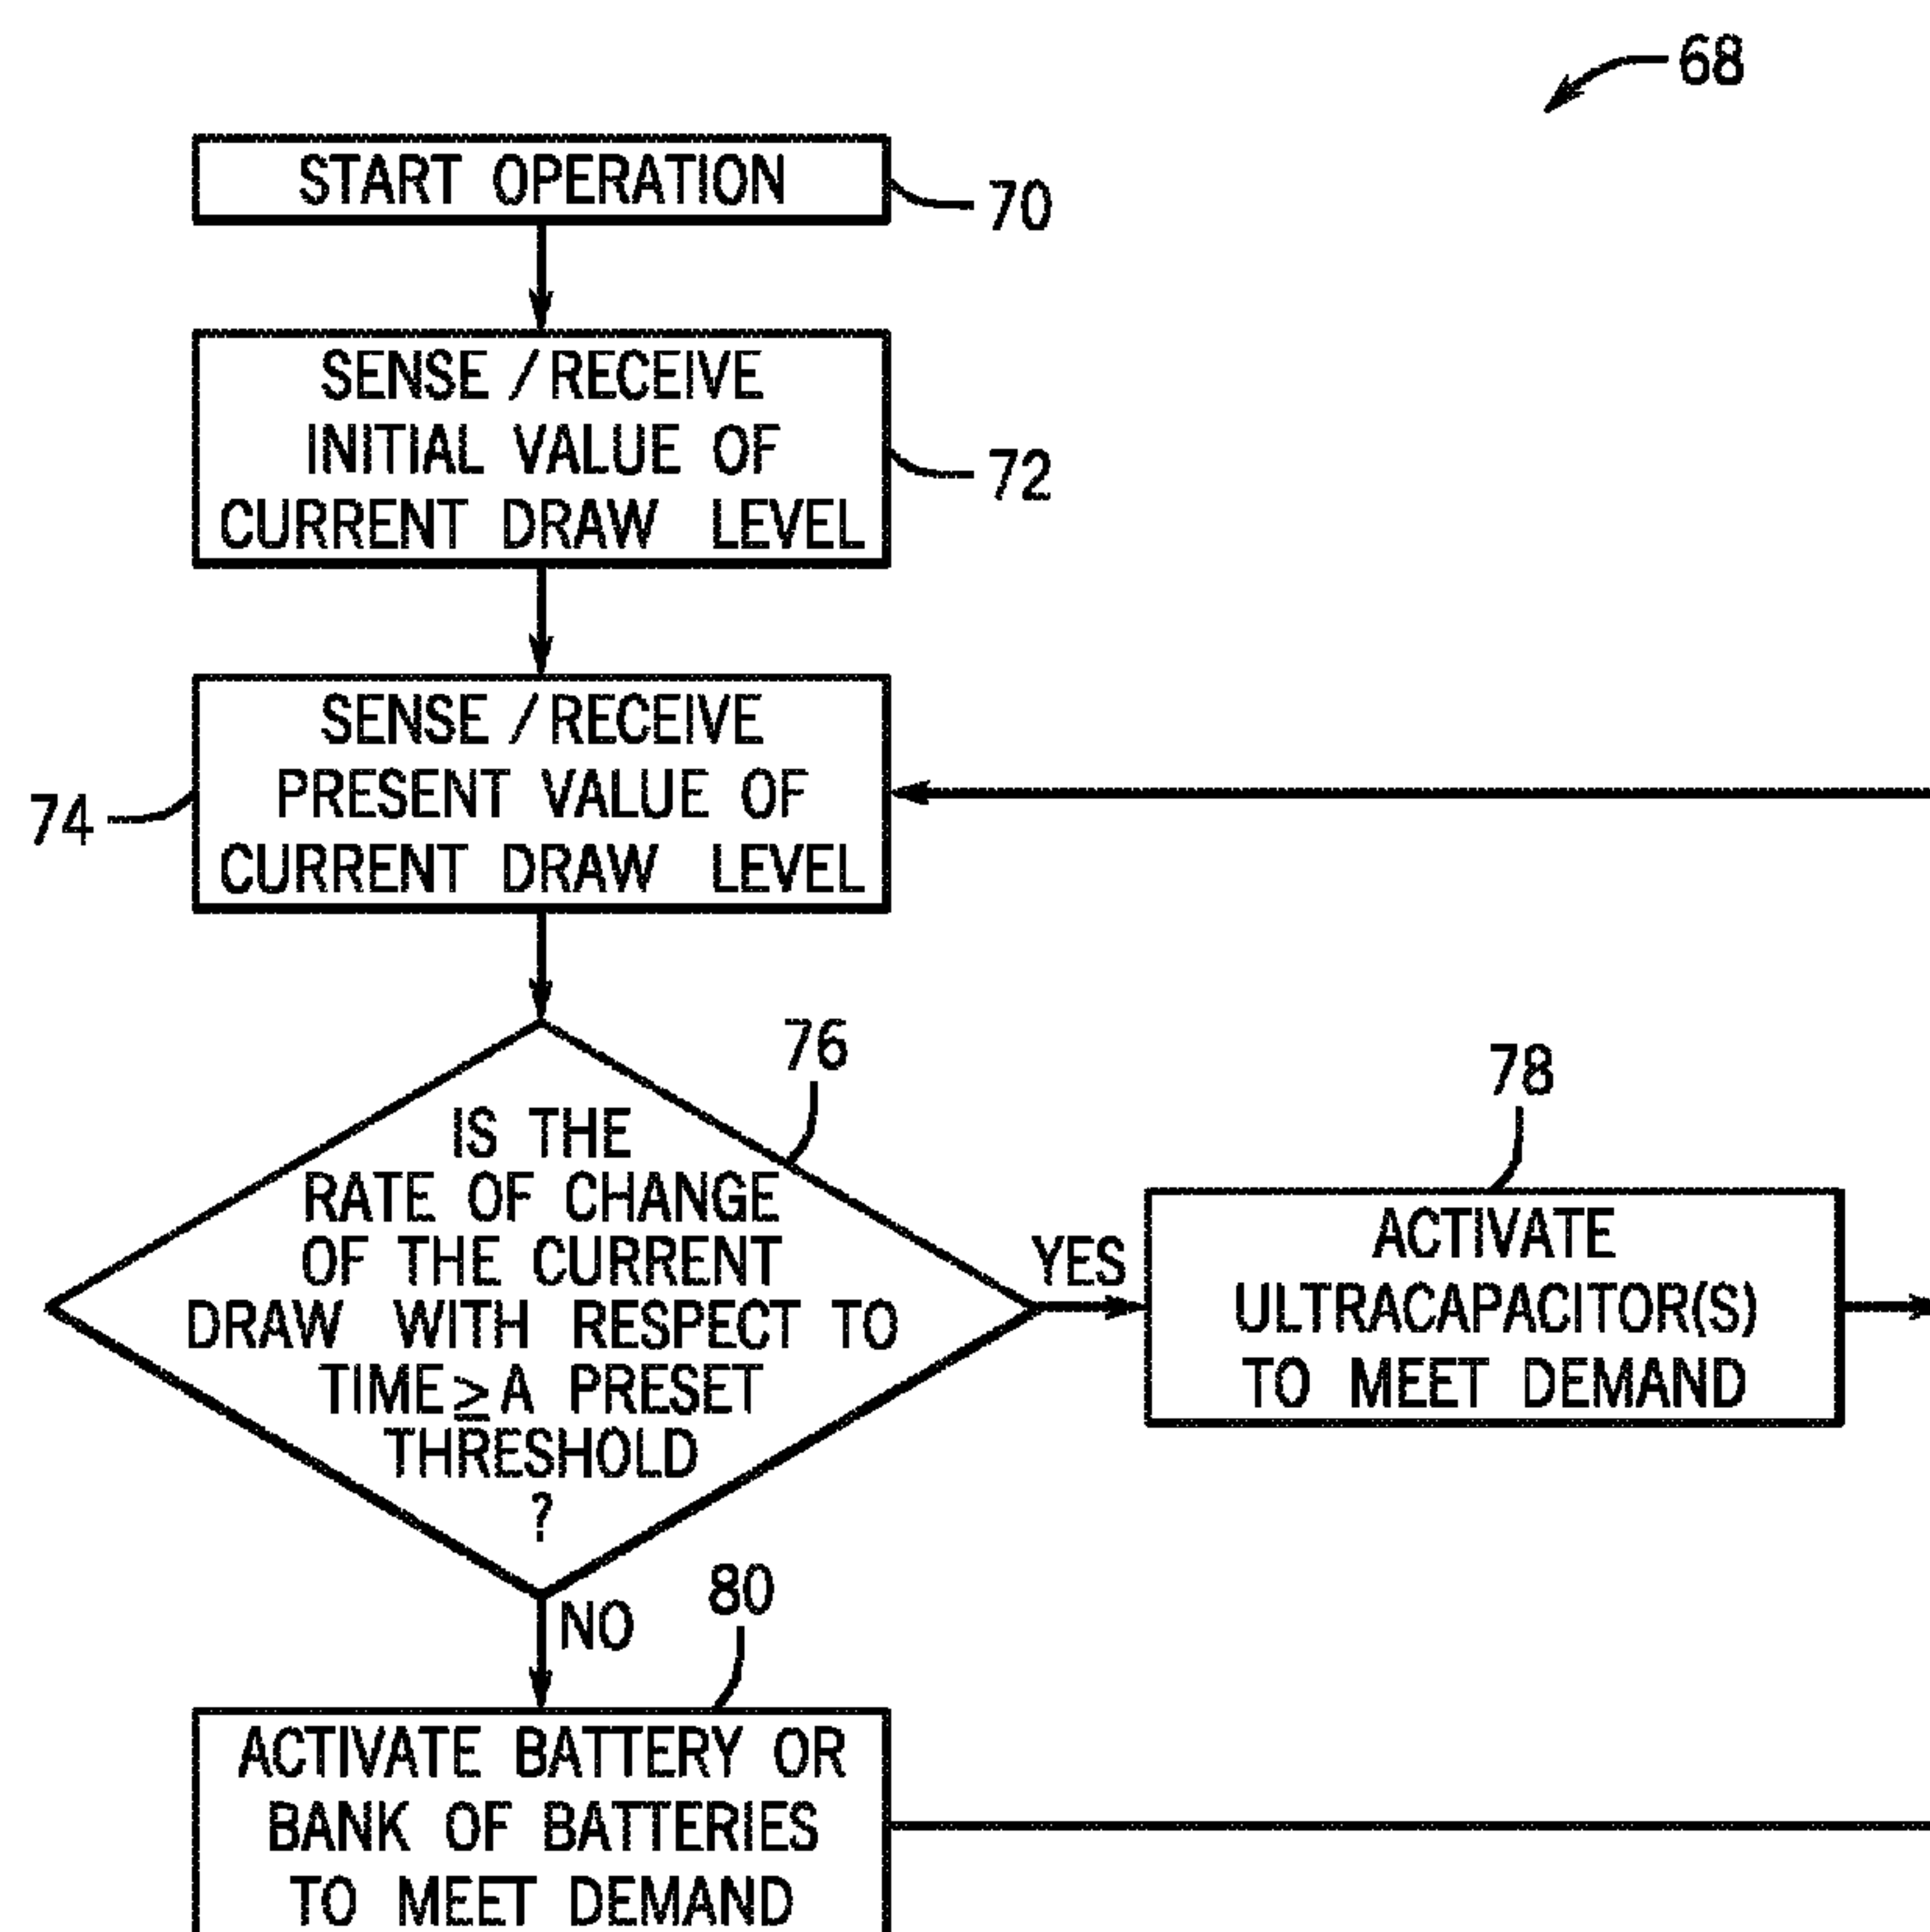 68
START OPERATION
70
SENSE / RECEIVE
INITIAL VALUE OF
CURRENT DRAW LEVEL
72
SENSE / RECEIVE
PRESENT VALUE OF
CURRENT DRAW LEVEL
74
76
IS THE
RATE OF CHANGE
OF THE CURRENT
DRAW WITH RESPECT TO
TIME ≥ A PRESET
THRESHOLD
?
YES
78
ACTIVATE
ULTRACAPACITOR(S)
TO MEET DEMAND
NO
80
ACTIVATE BATTERY OR
BANK OF BATTERIES
TO MEET DEMAND